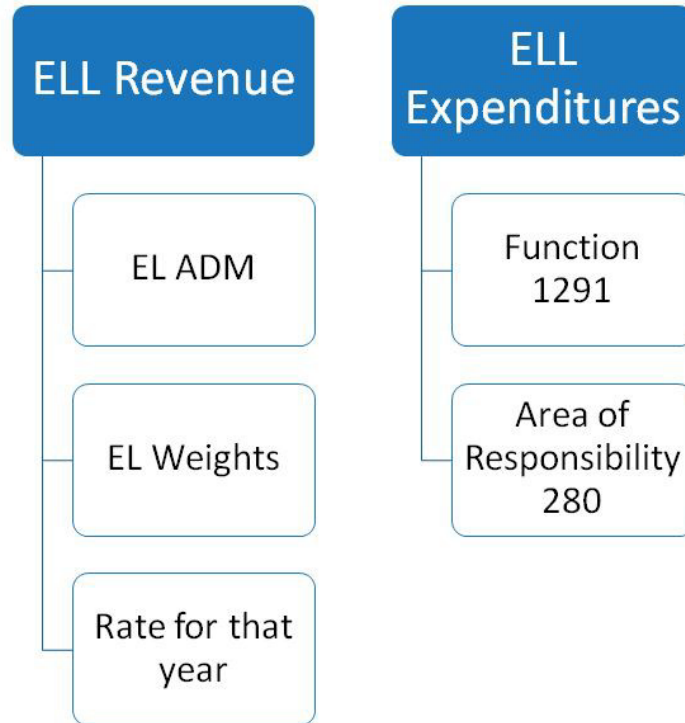 ELL Revenue
EL ADM
EL Weights
Rate for that
year
ELL
Expenditures
Function
1291
Area of
Responsibility
280